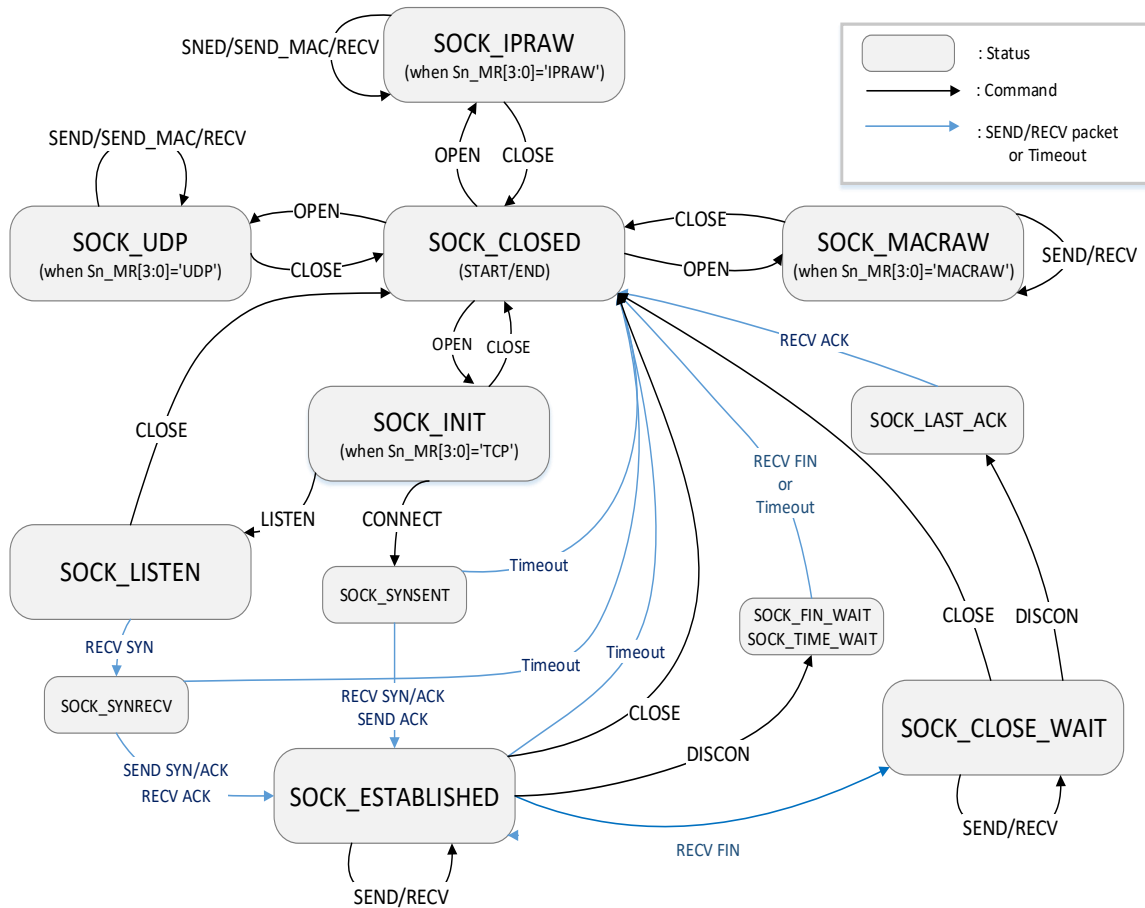 SNED/SEND_MAC/RECV
SOCK_IPRAW
(when Sn_MR[3:0]='IPRAW')
: Status
: Command
: SEND/RECV packet
or Timeout
SEND/SEND_MAC/RECV
OPEN
CLOSE
OPEN
CLOSE
SOCK_UDP
(when Sn_MR[3:0]='UDP')
CLOSE
SOCK_CLOSED
(START/END)
OPEN
SOCK_MACRAW
(when Sn_MR[3:0]='MACRAW')
SEND/RECV
OPEN
CLOSE
RECV ACK
SOCK_INIT
(when Sn_MR[3:0]='TCP')
SOCK_LAST_ACK
CLOSE
RECV FIN
or
Timeout
LISTEN
CONNECT
SOCK_LISTEN
Timeout
SOCK_SYNSENT
SOCK_FIN_WAIT
SOCK_TIME_WAIT
CLOSE
DISCON
RECV SYN
Timeout
Timeout
SOCK_SYNRECV
RECV SYN/ACK
SEND ACK
CLOSE
SOCK_CLOSE_WAIT
DISCON
SEND SYN/ACK
RECV ACK
SOCK_ESTABLISHED
SEND/RECV
RECV FIN
SEND/RECV